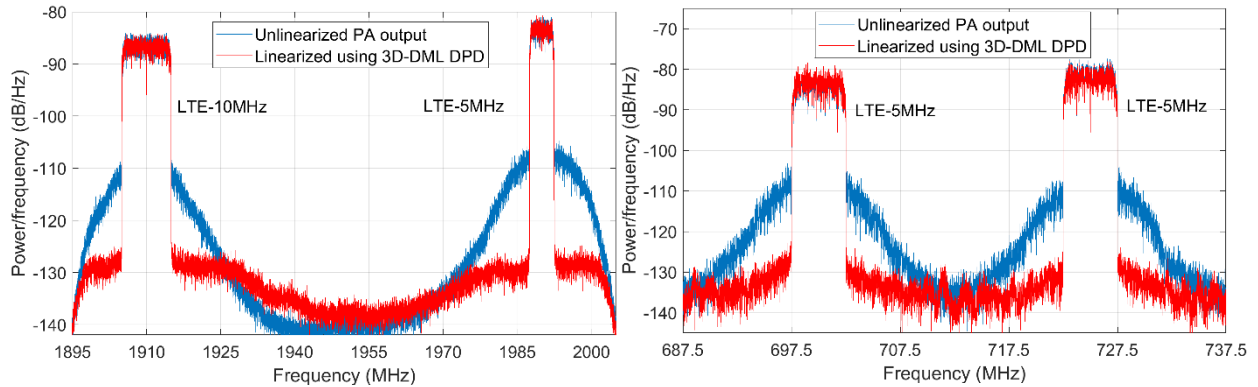 -80
-90
-100
-110
-120
-130
-140
Power/frequency (dB/Hz)
Unlinearized PA output
Linearized using 3D-DML DPD
LTE-10MHz
LTE-5MHz
1895 1910 1925 1940 1955 1970 1985 2000
Frequency (MHz)
-70
-80
-90
-100
-110
-120
-130
-140
Power/frequency (dB/Hz)
Unlinearized PA output
Linearized using 3D-DML DPD
LTE-5MHz
LTE-5MHz
687.5 697.5 707.5 717.5 727.5 737.5
Frequency (MHz)